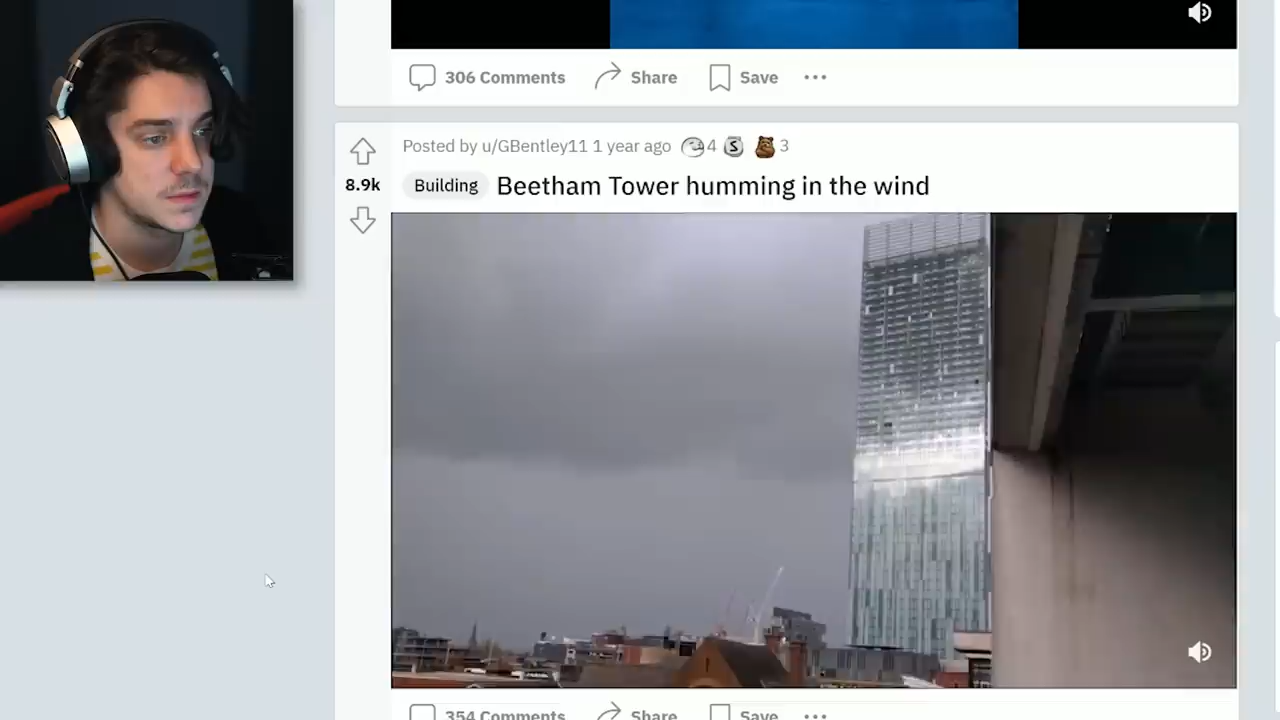 306 Comments Share Save
Posted by u/GBentley11 1 year ago 4 S 3
8.9k
Building Beetham Tower humming in the wind
354 Comments Share Save